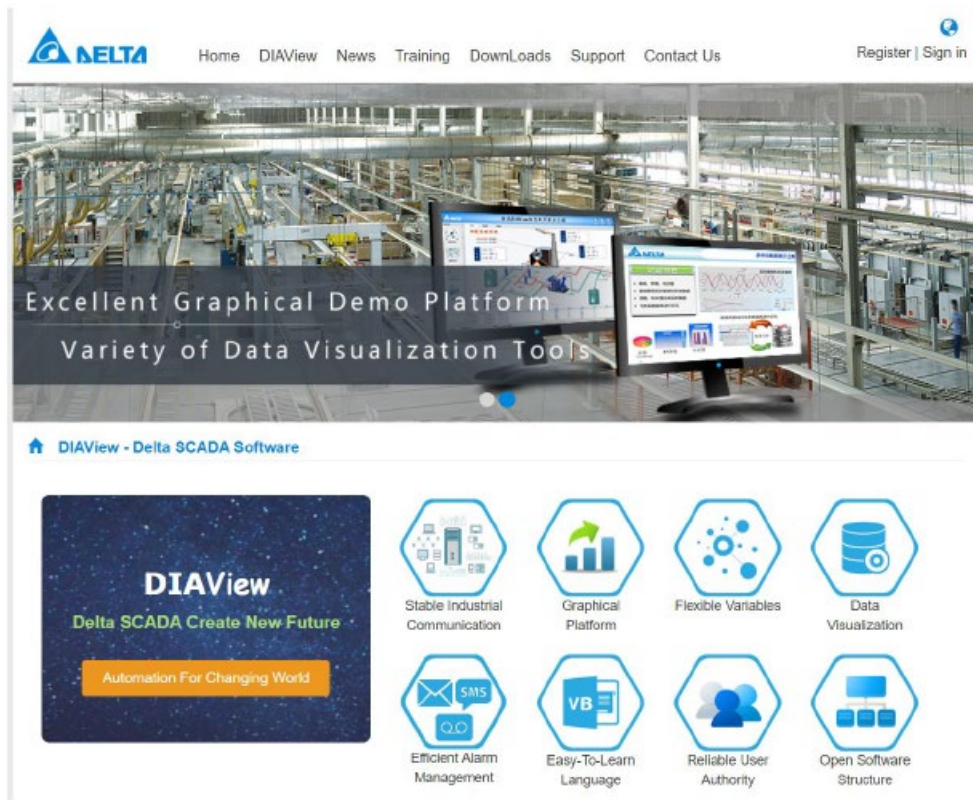 DELTA
Home DIAView News Training DownLoads Support Contact Us
Register | Sign in
DELTA
Excellent Graphical Demo Platform
Variety of Data Visualization Tools
DIAView - Delta SCADA Software
DIAView
Delta SCADA Create New Future
Automation For Changing World
Stable Industrial
Communication
Graphical
Platform
Flexible Variables
Data
Visualization
SMS
VB
Efficient Alarm
Management
Easy-To-Learn
Language
Reliable User
Authority
Open Software
Structure